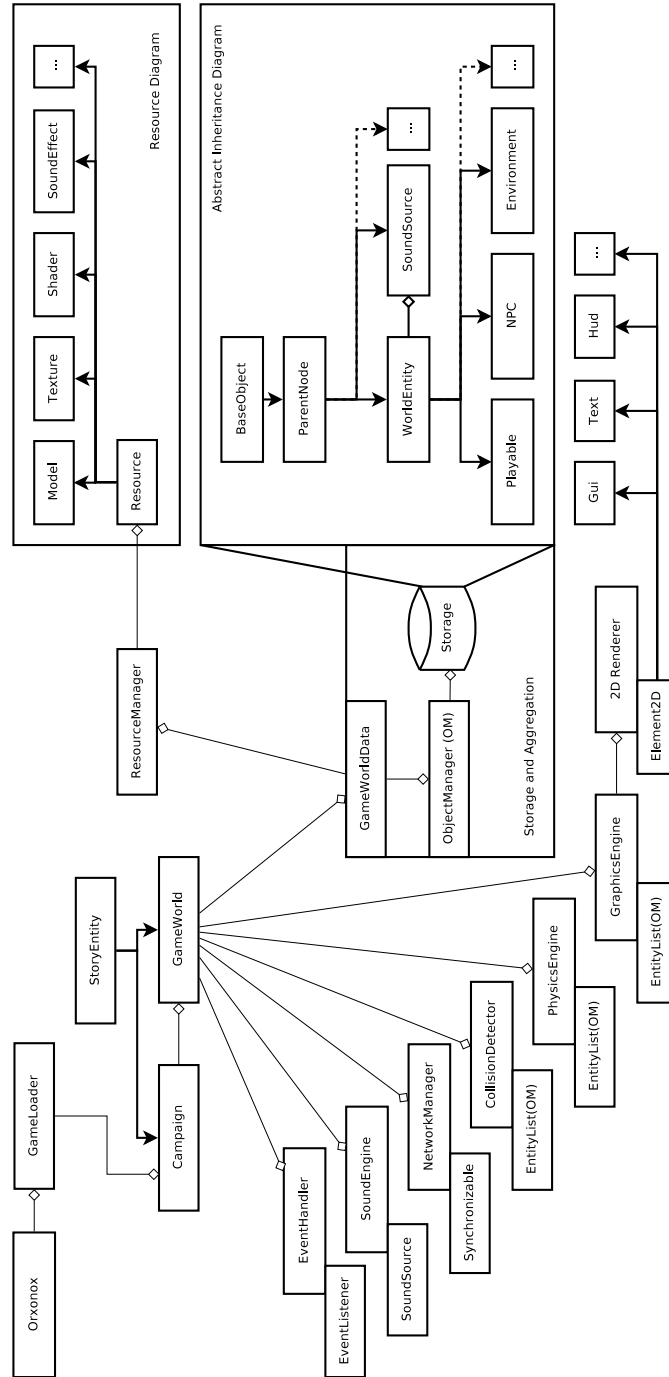 Orxonox
GameLoader
Campaign
StoryEntity
GameWorld
ResourceManager
Resource
Model
Texture
Shader
SoundEffect
...
Resource Diagram
EventHandler
EventListener
SoundEngine
SoundSource
NetworkManager
Synchronizable
CollisionDetector
EntityList(OM)
PhysicsEngine
EntityList(OM)
GraphicsEngine
EntityList(OM)
GameWorldData
ObjectManager (OM)
Storage
Storage and Aggregation
Abstract Inheritance Diagram
BaseObject
ParentNode
WorldEntity
SoundSource
...
Playable
NPC
Environment
...
2D Renderer
Element2D
Gui
Text
Hud
...